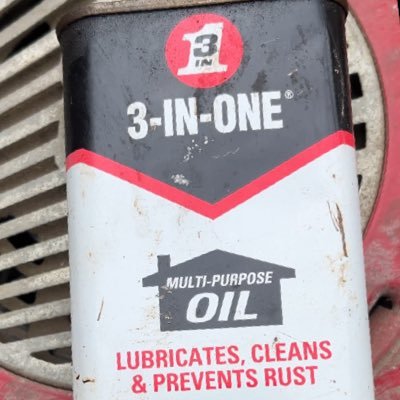 3
IN
1
3-IN-ONE®
MULTI-PURPOSE
OIL
LUBRICATES, CLEANS
& PREVENTS RUST